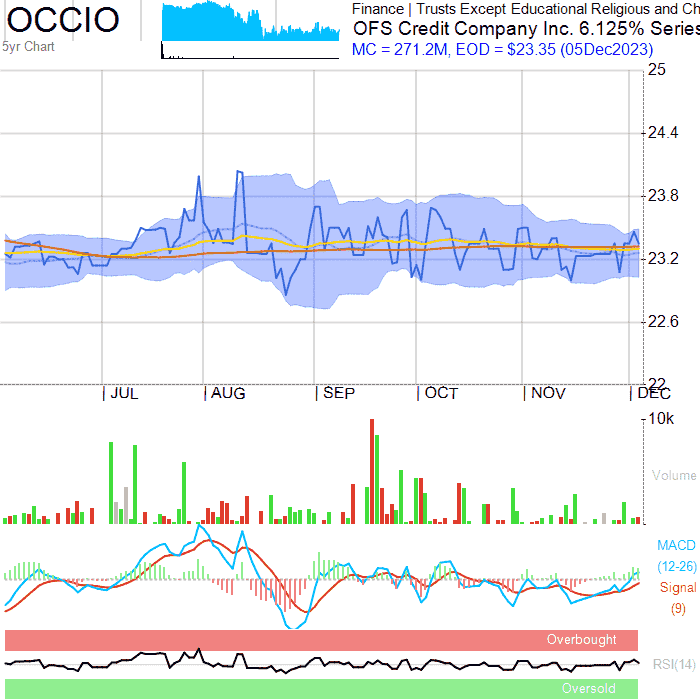 OCCIO
5yr Chart
Finance | Trusts Except Educational Religious and Ch
OFS Credit Company Inc. 6.125% Series
MC = 271.2M, EOD = $23.35 (05Dec2023)
25
24.4
23.8
23.2
22.6
22
JUL AUG SEP OCT NOV DEC
10k
Volume
MACD
(12-26)
Signal
(9)
Overbought
RSI(14)
Oversold